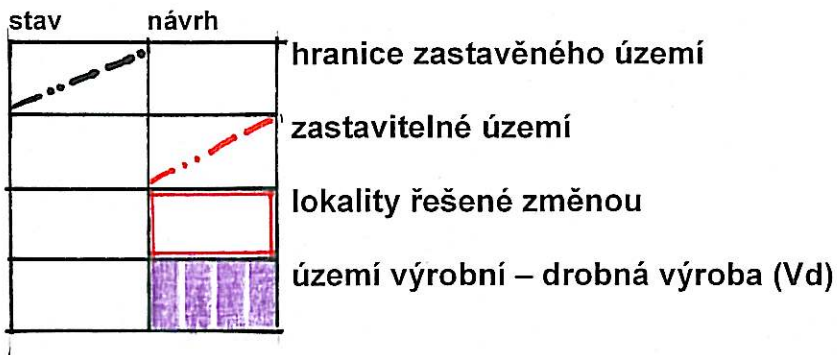 stav návrh
hranice zastavěného území
zastavitelné území
lokality řešené změnou
území výrobní – drobná výroba (Vd)